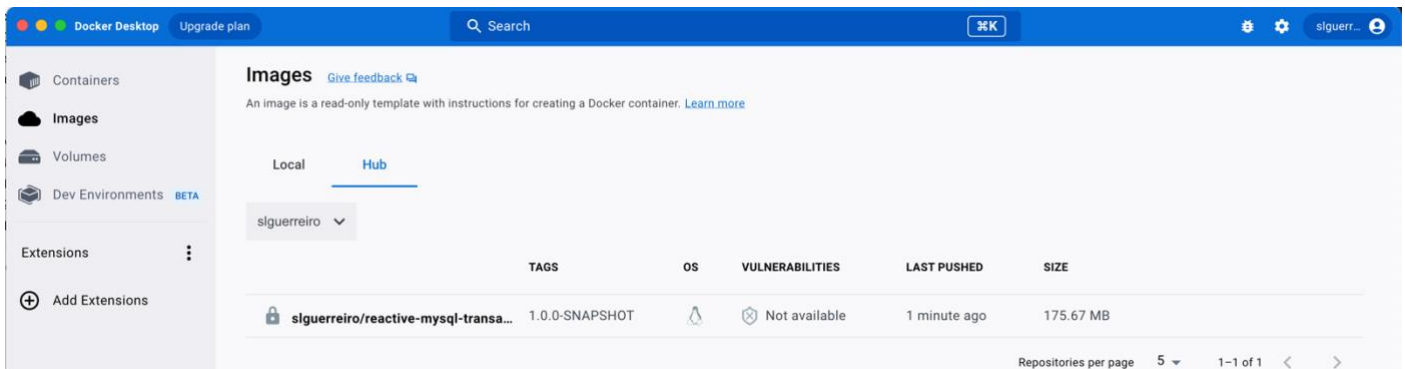 Docker Desktop Upgrade plan Search ⌘K slguerr...
Containers
Images
Volumes
Dev Environments BETA
Extensions
Add Extensions
Images Give feedback
An image is a read-only template with instructions for creating a Docker container. Learn more
Local Hub
slguerreiro
TAGS OS VULNERABILITIES LAST PUSHED SIZE
slguerreiro/reactive-mysql-transa... 1.0.0-SNAPSHOT Not available 1 minute ago 175.67 MB
Repositories per page 5 1–1 of 1